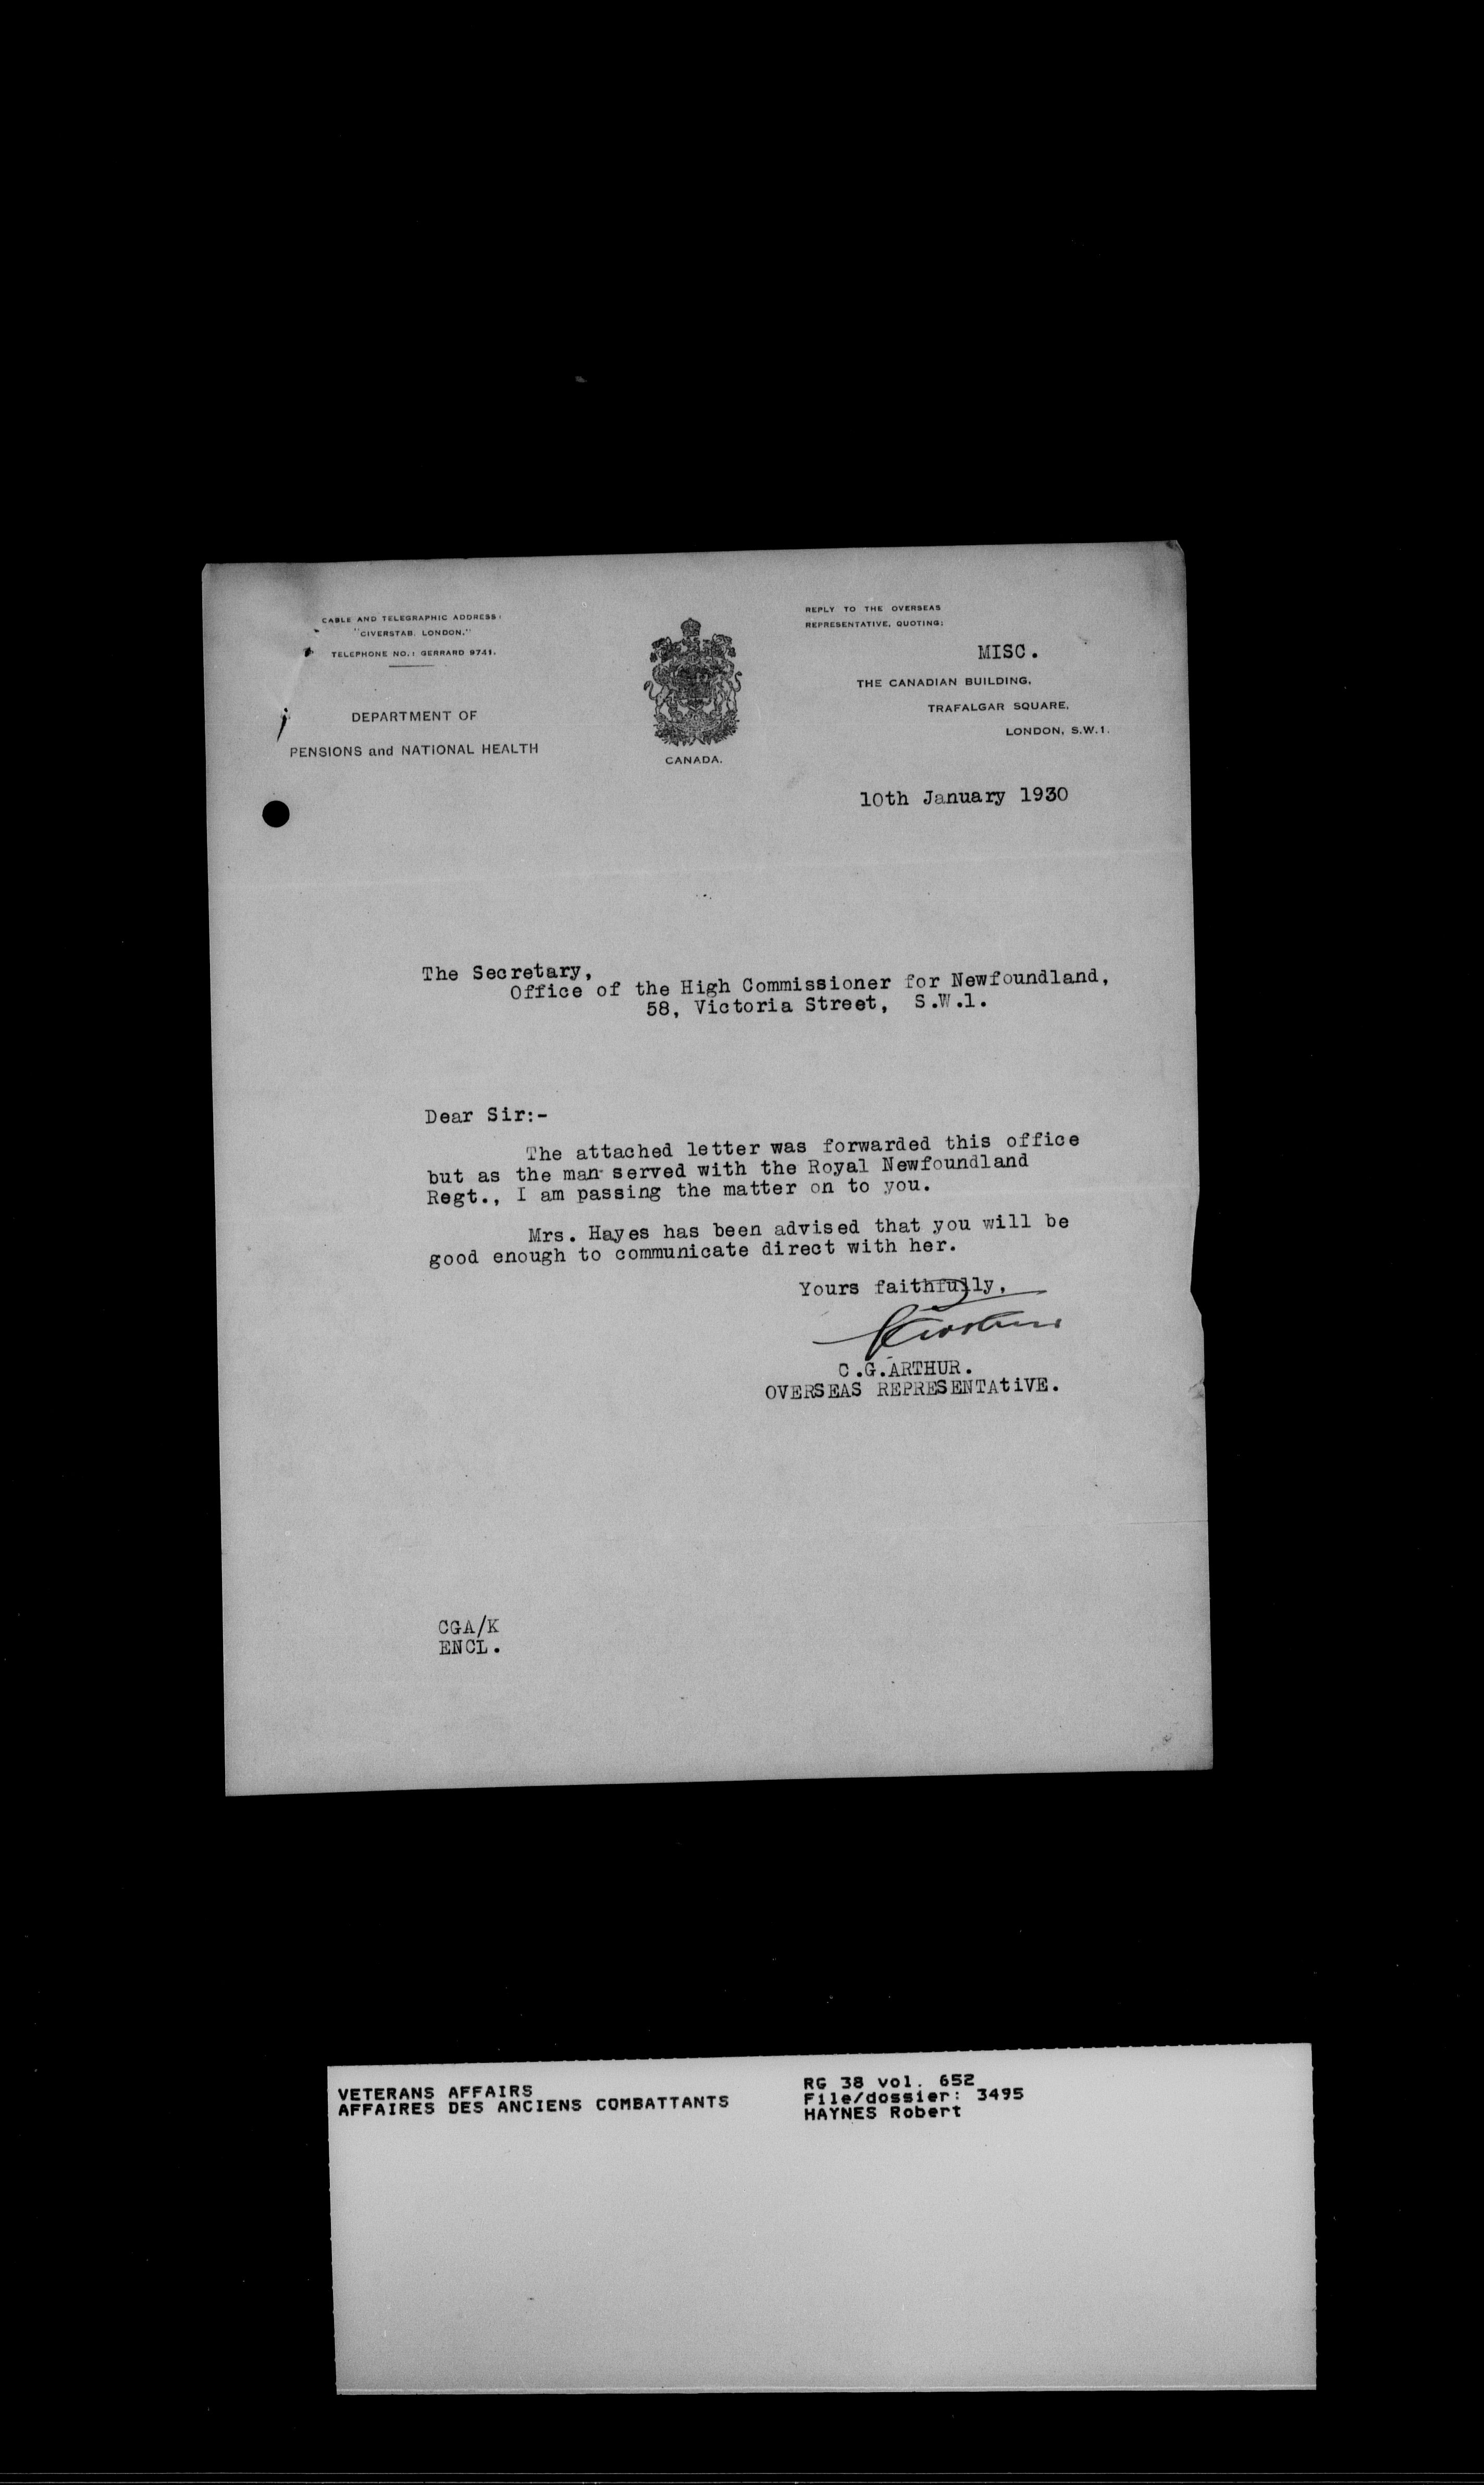 CABLE AND TELEGRAPHIC ADDRESS:
"CIVERSTAB, LONDON."
TELEPHONE NO.: GERRARD 9741.
DEPARTMENT OF
PENSIONS and NATIONAL HEALTH
CANADA.
REPLY TO THE OVERSEAS
REPRESENTATIVE, QUOTING:
MISC.
THE CANADIAN BUILDING,
TRAFALGAR SQUARE,
LONDON, S.W.1.
10th January 1930
The Secretary,
Office of the High Commissioner for Newfoundland,
58, Victoria Street, S.W.1.
Dear Sir:-
The attached letter was forwarded this office
but as the man served with the Royal Newfoundland
Regt., I am passing the matter on to you.
Mrs. Hayes has been advised that you will be
good enough to communicate direct with her.
Yours faithfully,
C.G.ARTHUR.
OVERSEAS REPRESENTAtiVE.
CGA/K
ENCL.
VETERANS AFFAIRS
AFFAIRES DES ANCIENS COMBATTANTS
RG 38 vol. 652
File/dossier: 3495
HAYNES Robert